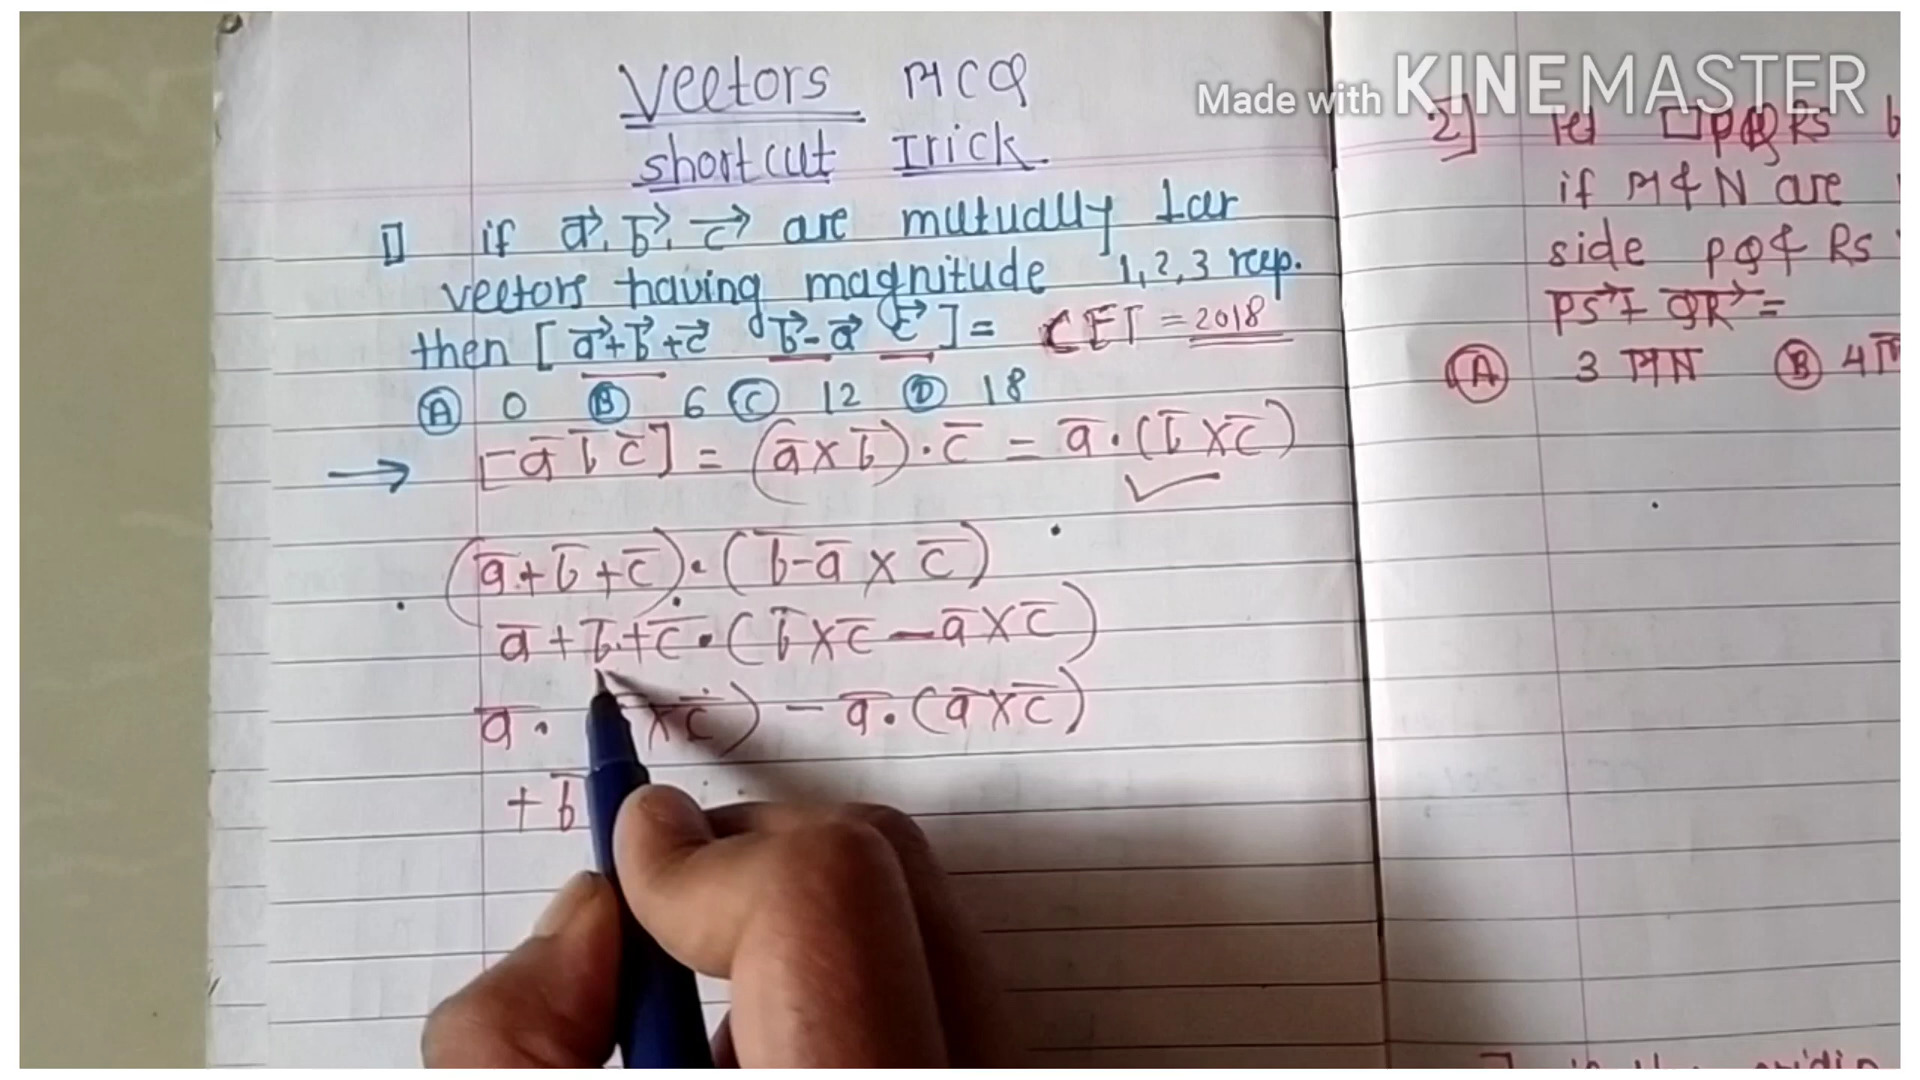 Made with KINEMASTER
Vectors MCQ
shortcut Trick
1] if a⃗, b⃗, c⃗ are mutually ⊥ar
vectors having magnitude 1,2,3 resp.
then [ a⃗+b⃗+c⃗ b⃗-a⃗ c⃗ ] = CET = 2018
Ⓐ 0 Ⓑ 6 Ⓒ 12 Ⓓ 18
→ [a̅ b̅ c̅] = (a̅×b̅)·c̅ = a̅·(b̅×c̅)
(a̅+b̅+c̅)·(b̅-a̅×c̅)
a̅+b̅+c̅·(b̅×c̅-a̅×c̅)
a̅· ×c̅) - a̅·(a̅×c̅)
+b̅
2] let □PQRS
if M & N are
side PQ & RS
PS⃗ + QR⃗ =
Ⓐ 3 M̅N̅ Ⓑ 4